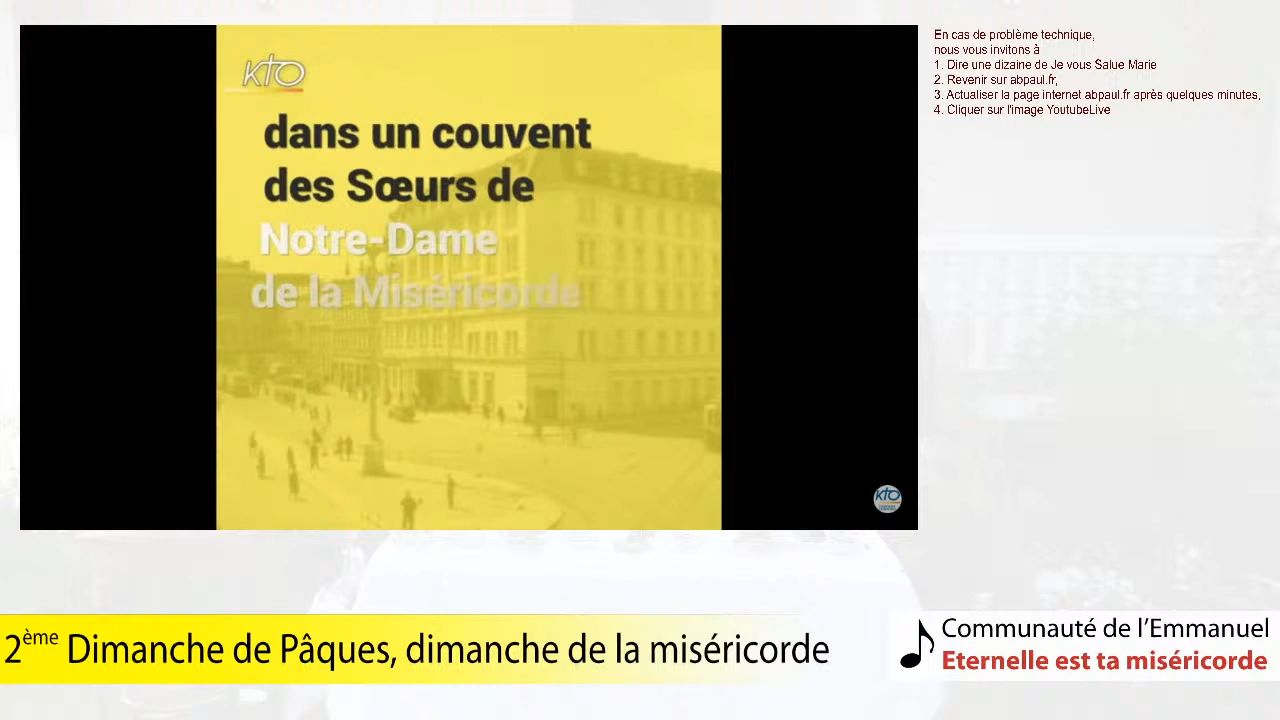 KTO
dans un couvent
des Sœurs de
Notre-Dame
de la Miséricorde
KTO
En cas de problème technique,
nous vous invitons à
1. Dire une dizaine de Je vous Salue Marie
2. Revenir sur abpaul.fr,
3. Actualiser la page internet abpaul.fr après quelques minutes,
4. Cliquer sur l'image YoutubeLive
2ème Dimanche de Pâques, dimanche de la miséricorde
Communauté de l’Emmanuel
Eternelle est ta miséricorde